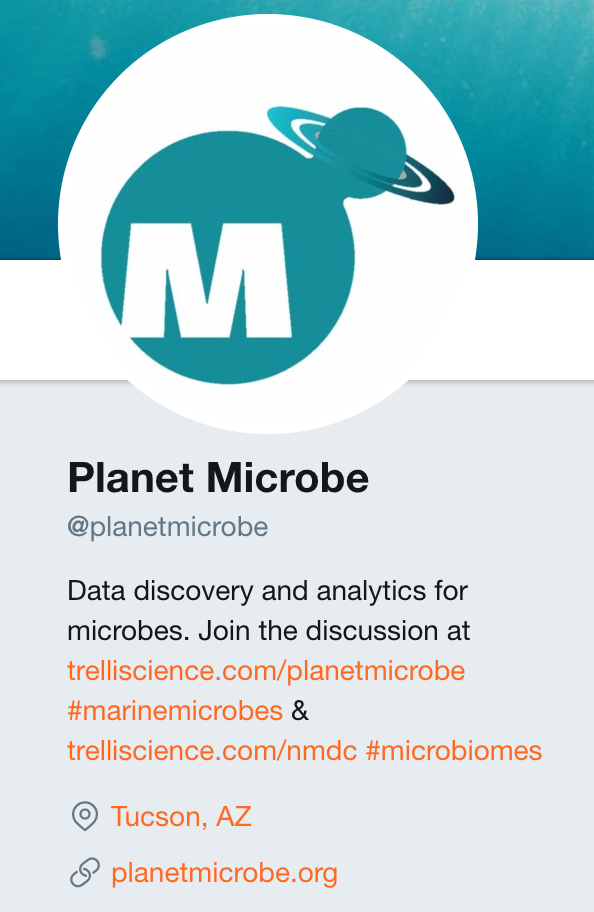 M
Planet Microbe
@planetmicrobe
Data discovery and analytics for
microbes. Join the discussion at
trelliscience.com/planetmicrobe
#marinemicrobes &
trelliscience.com/nmdc #microbiomes
Tucson, AZ
planetmicrobe.org